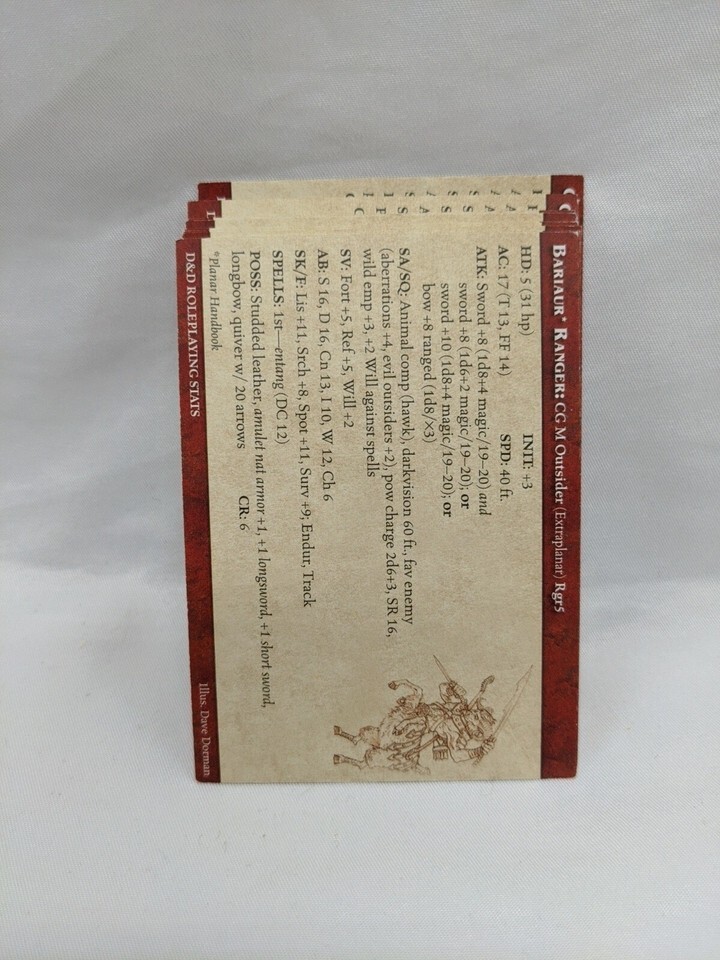 BARIAUR* RANGER: CG M Outsider (Extraplanar) Rgr5
HD: 5 (31 hp) INIT: +3
AC: 17 (T 13, FF 14) SPD: 40 ft.
ATK: Sword +8 (1d8+4 magic/19–20) and
sword +8 (1d6+2 magic/19–20); or
sword +10 (1d8+4 magic/19–20); or
bow +8 ranged (1d8/×3)
SA/SQ: Animal comp (hawk), darkvision 60 ft., fav enemy
(aberrations +4, evil outsiders +2), pow charge 2d6+3, SR 16,
wild emp +3, +2 Will against spells
SV: Fort +5, Ref +5, Will +2
AB: S 16, D 16, Cn 13, I 10, W 12, Ch 6
SK/F: Lis +11, Srch +8, Spot +11, Surv +9; Endur, Track
SPELLS: 1st—entang (DC 12)
POSS: Studded leather, amulet nat armor +1, +1 longsword, +1 short sword,
longbow, quiver w/ 20 arrows CR: 6
*Planar Handbook
D&D ROLEPLAYING STATS Illus. Dave Dorman